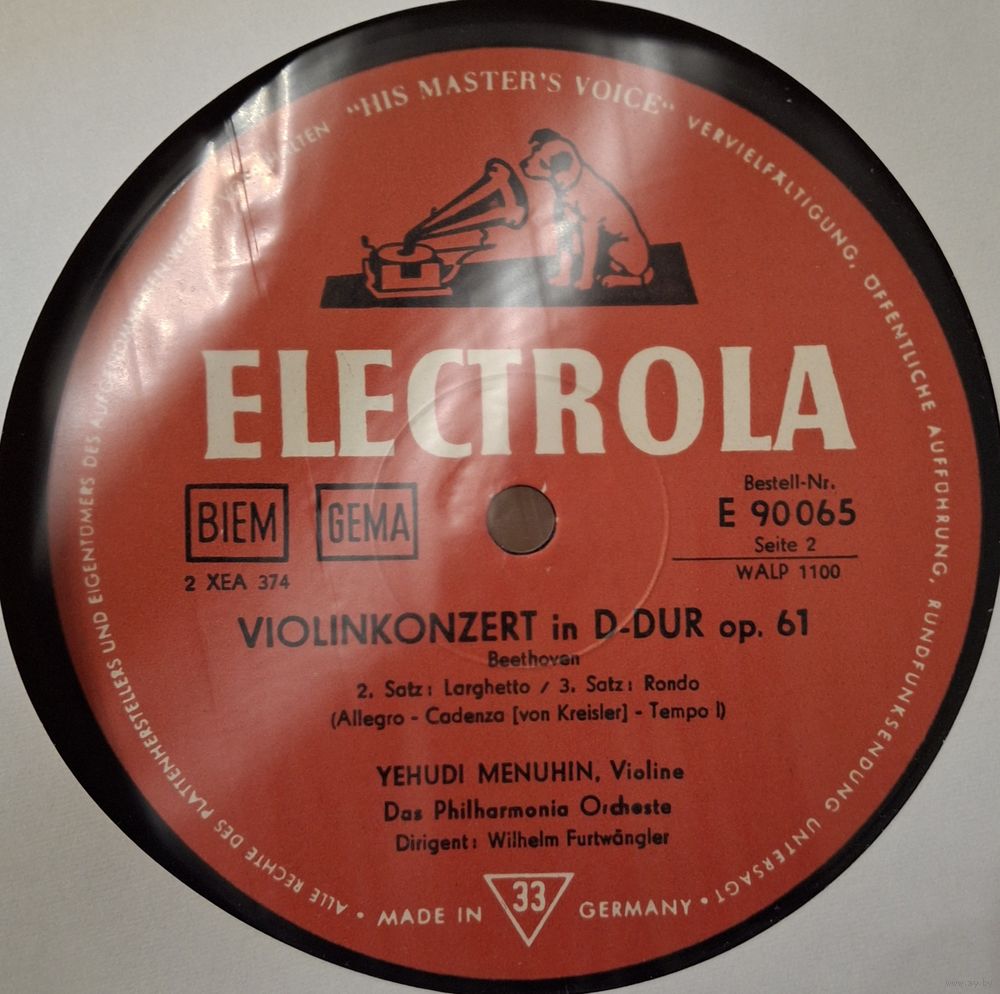 "HIS MASTER'S VOICE"
VERVIELFÄLTIGUNG, ÖFFENTLICHE AUFFÜHRUNG, RUNDFUNKSENDUNG UNTERSAGT •
ELECTROLA
BIEM GEMA
2 XEA 374
Bestell-Nr.
E 90065
Seite 2
WALP 1100
VIOLINKONZERT in D-DUR op. 61
Beethoven
2. Satz: Larghetto / 3. Satz: Rondo
(Allegro - Cadenza [von Kreisler] - Tempo I)
YEHUDI MENUHIN, Violine
Das Philharmonia Orcheste
Dirigent: Wilhelm Furtwängler
MADE IN 33 GERMANY
• ALLE RECHTE DES PLATTENHERSTELLERS UND EIGENTÜMERS DES